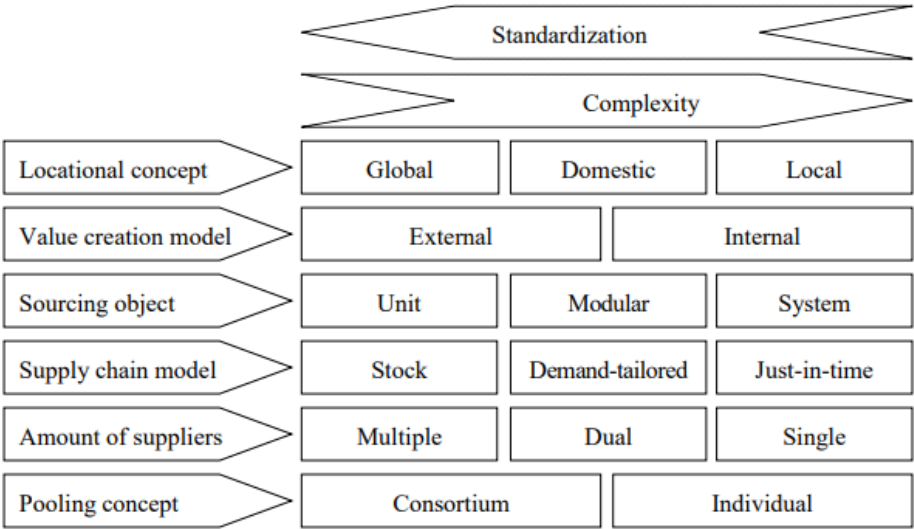 Standardization
Complexity
Locational concept Global Domestic Local
Value creation model External Internal
Sourcing object Unit Modular System
Supply chain model Stock Demand-tailored Just-in-time
Amount of suppliers Multiple Dual Single
Pooling concept Consortium Individual